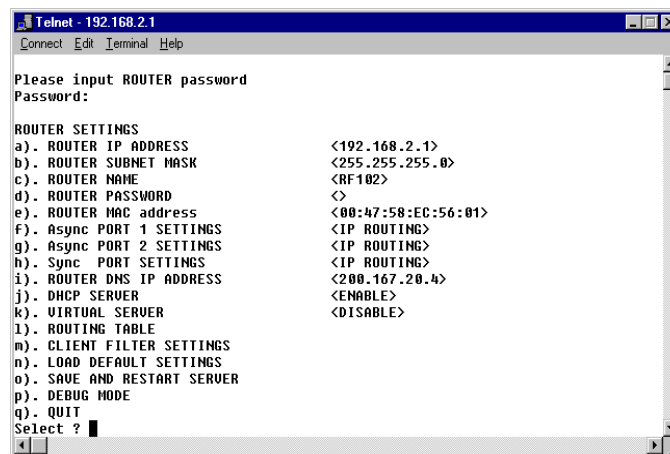 Telnet - 192.168.2.1
Connect Edit Terminal Help
Please input ROUTER password
Password:
ROUTER SETTINGS
a). ROUTER IP ADDRESS <192.168.2.1>
b). ROUTER SUBNET MASK <255.255.255.0>
c). ROUTER NAME <RF102>
d). ROUTER PASSWORD <>
e). ROUTER MAC address <00:47:58:EC:56:01>
f). Async PORT 1 SETTINGS <IP ROUTING>
g). Async PORT 2 SETTINGS <IP ROUTING>
h). Sync  PORT SETTINGS <IP ROUTING>
i). ROUTER DNS IP ADDRESS <200.167.20.4>
j). DHCP SERVER <ENABLE>
k). VIRTUAL SERVER <DISABLE>
l). ROUTING TABLE
m). CLIENT FILTER SETTINGS
n). LOAD DEFAULT SETTINGS
o). SAVE AND RESTART SERVER
p). DEBUG MODE
q). QUIT
Select ?